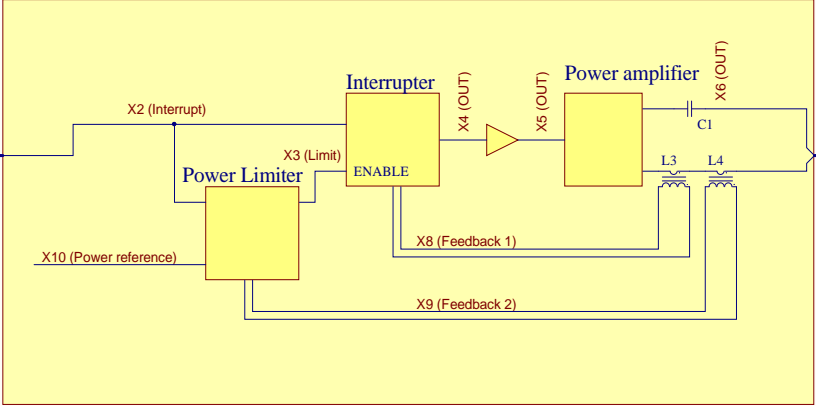 Interrupter
X4 (OUT)
X5 (OUT)
Power amplifier
X6 (OUT)
X2 (Interrupt)
C1
X3 (Limit)
L3
L4
Power Limiter
ENABLE
X8 (Feedback 1)
X10 (Power reference)
X9 (Feedback 2)